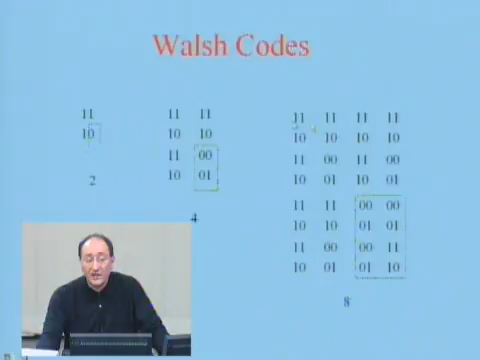 Walsh Codes
11
10
2
11 11
10 10
11 00
10 01
4
11 11 11 11
10 10 10 10
11 00 11 00
10 01 10 01
11 11 00 00
10 10 01 01
11 00 00 11
10 01 01 10
8